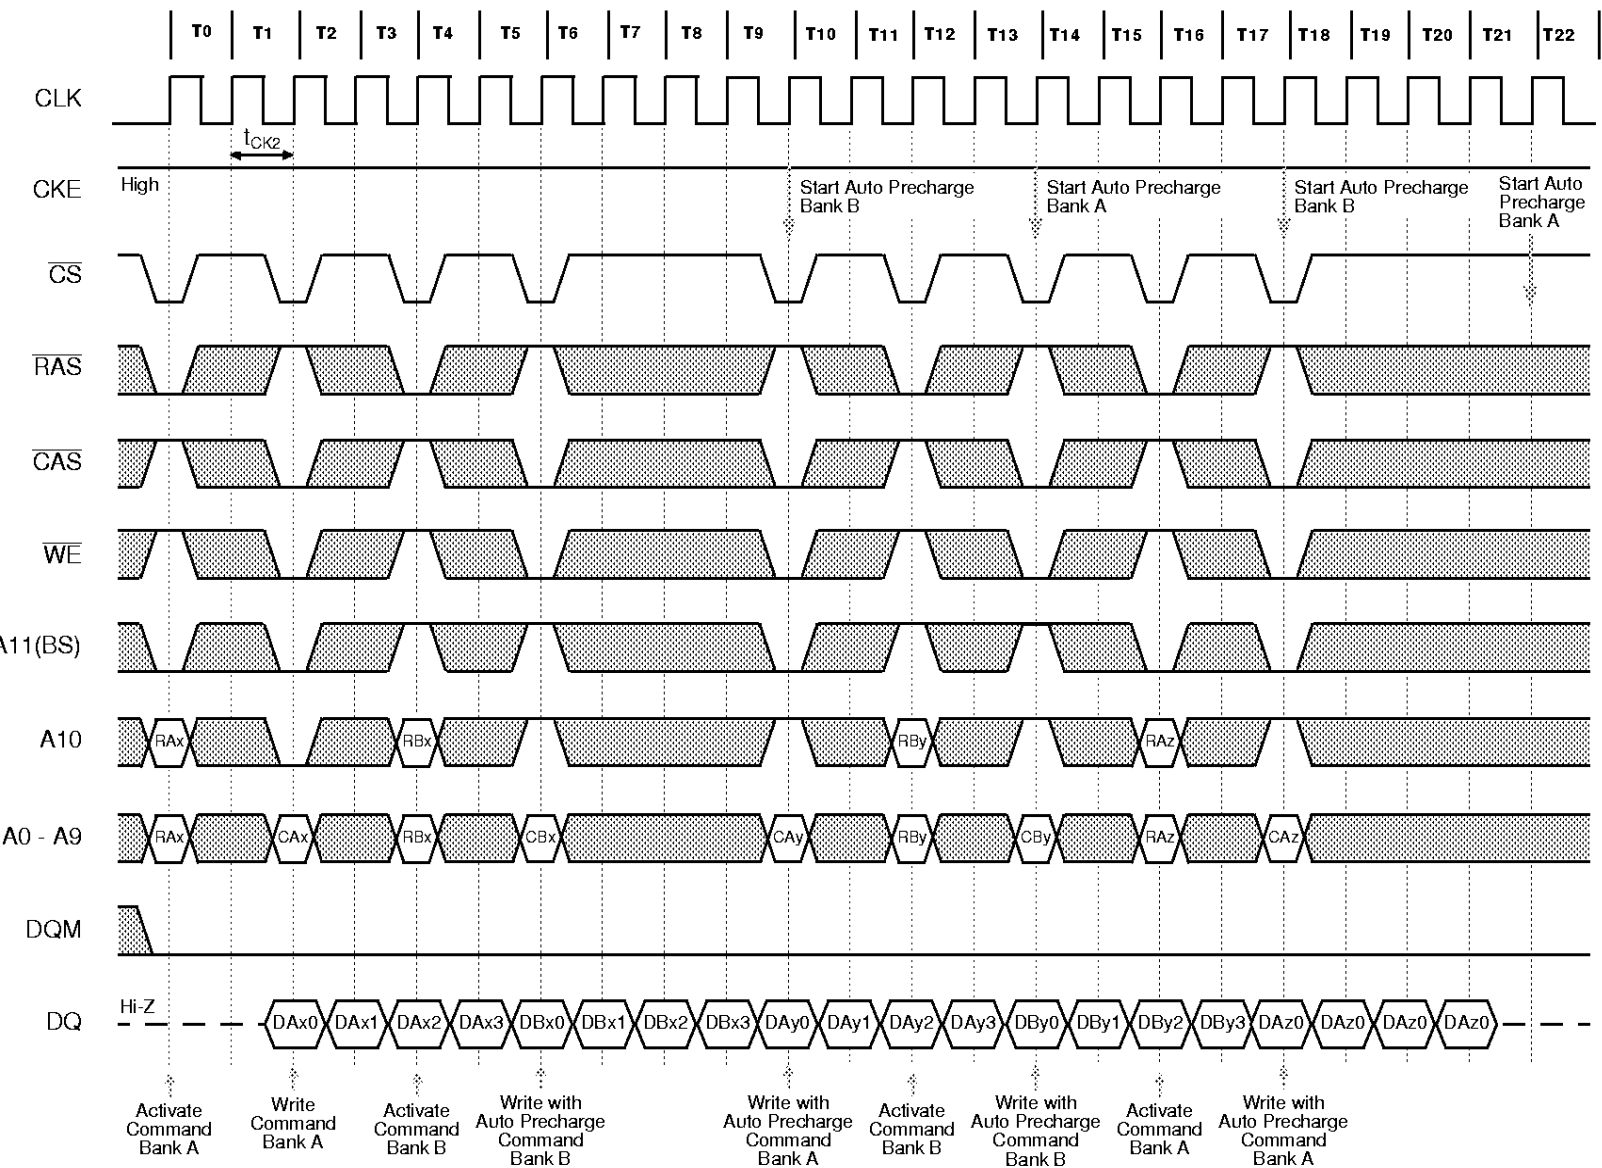 T0 T1 T2 T3 T4 T5 T6 T7 T8 T9 T10 T11 T12 T13 T14 T15 T16 T17 T18 T19 T20 T21 T22
CLK
tCK2
CKE
High
Start Auto Precharge
Bank B
Start Auto Precharge
Bank A
Start Auto Precharge
Bank B
Start Auto
Precharge
Bank A
CS
RAS
CAS
WE
A11(BS)
A10
RAx RBx RBy RAz
A0 - A9
RAx CAx RBx CBx CAy RBy CBy RAz CAz
DQM
DQ
Hi-Z
DAx0 DAx1 DAx2 DAx3 DBx0 DBx1 DBx2 DBx3 DAy0 DAy1 DAy2 DAy3 DBy0 DBy1 DBy2 DBy3 DAz0 DAz0 DAz0 DAz0
Activate
Command
Bank A
Write
Command
Bank A
Activate
Command
Bank B
Write with
Auto Precharge
Command
Bank B
Write with
Auto Precharge
Command
Bank A
Activate
Command
Bank B
Write with
Auto Precharge
Command
Bank B
Activate
Command
Bank A
Write with
Auto Precharge
Command
Bank A